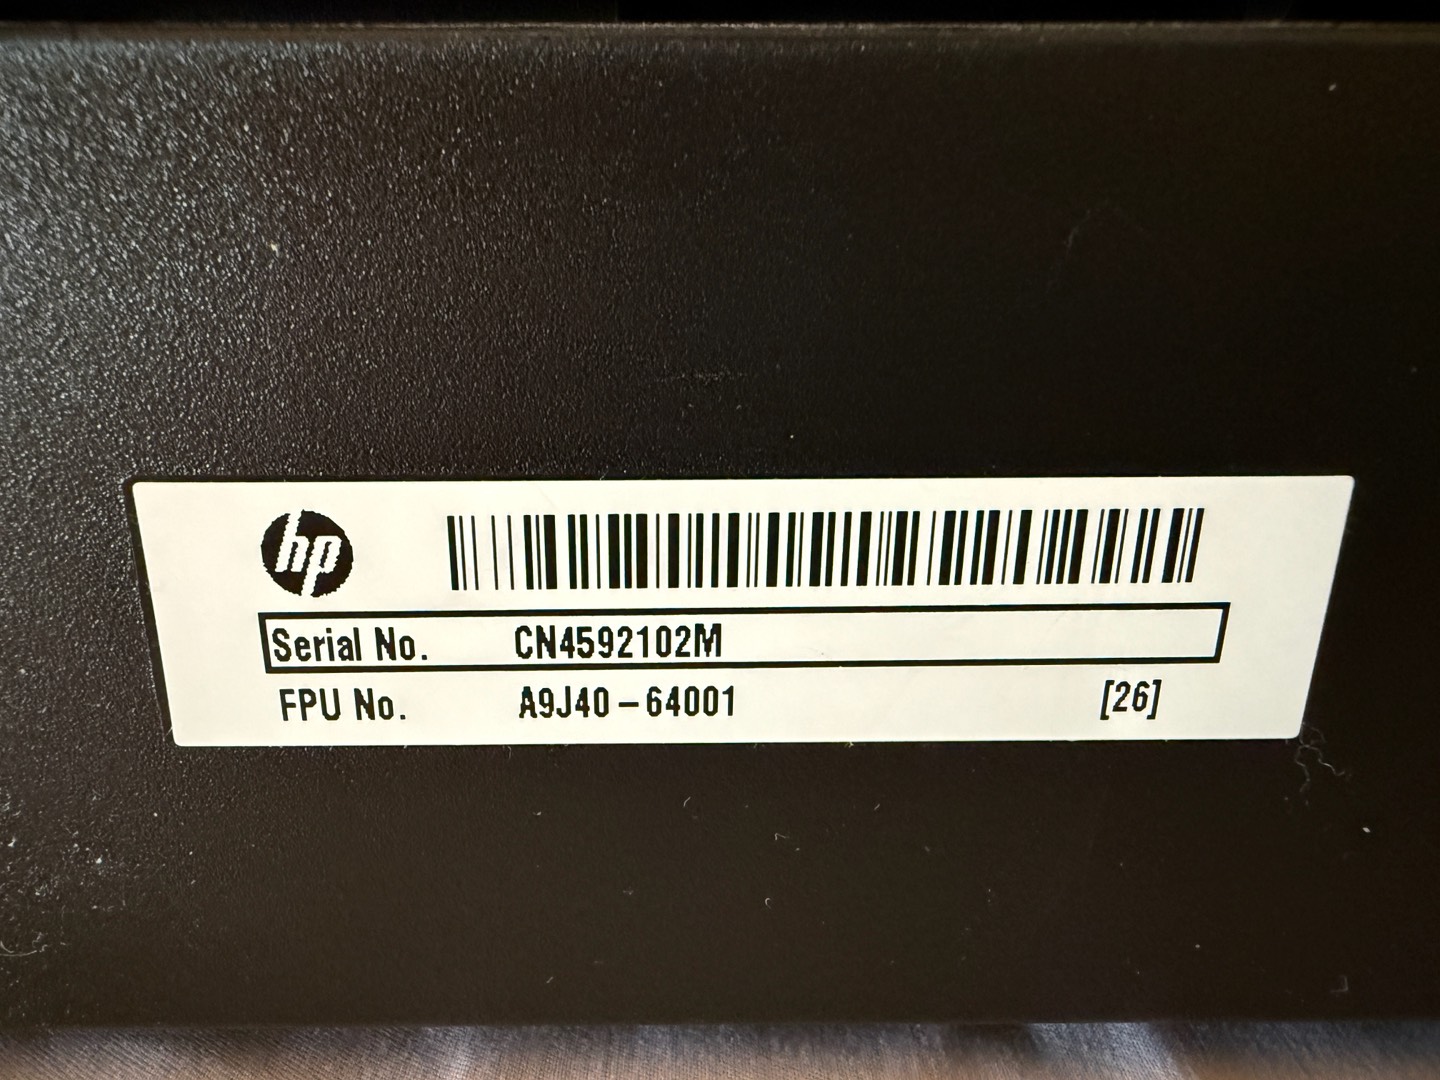 hp
Serial No. CN4592102M
FPU No. A9J40-64001 [26]